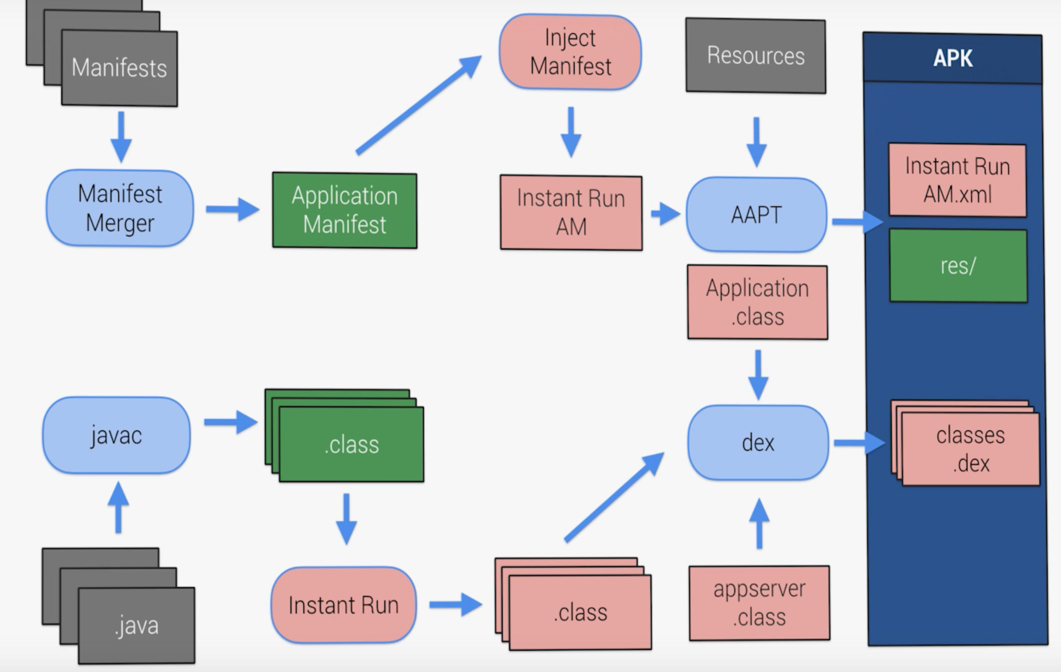 Manifests
Inject
Manifest
Resources
APK
Manifest
Merger
Application
Manifest
Instant Run
AM
AAPT
Instant Run
AM.xml
res/
Application
.class
javac
.class
dex
classes
.dex
.java
Instant Run
.class
appserver
.class